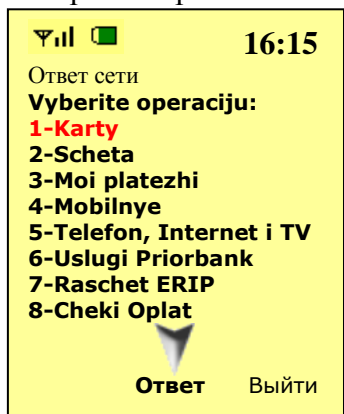 16:15
Ответ сети
Vyberite operaciju:
1-Karty
2-Scheta
3-Moi platezhi
4-Mobilnye
5-Telefon, Internet i TV
6-Uslugi Priorbank
7-Raschet ERIP
8-Cheki Oplat
Ответ Выйти